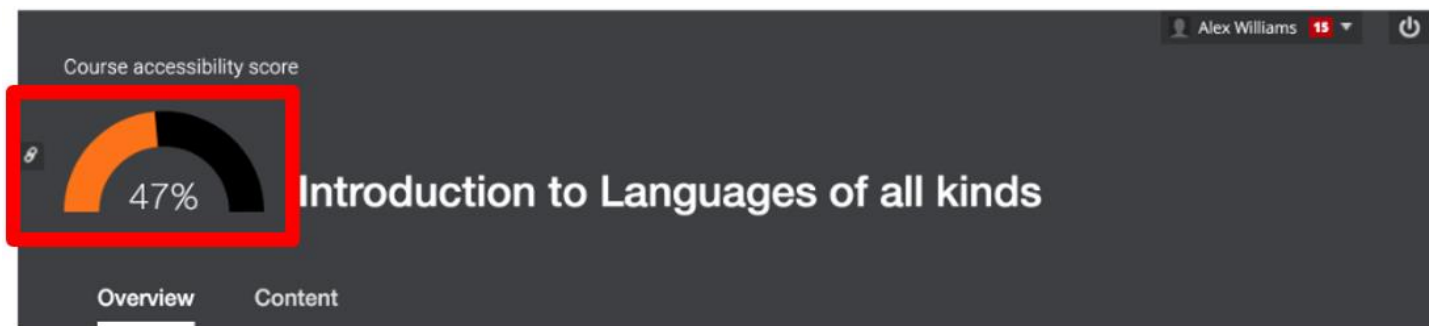 Alex Williams 15
Course accessibility score
47%
Introduction to Languages of all kinds
Overview Content